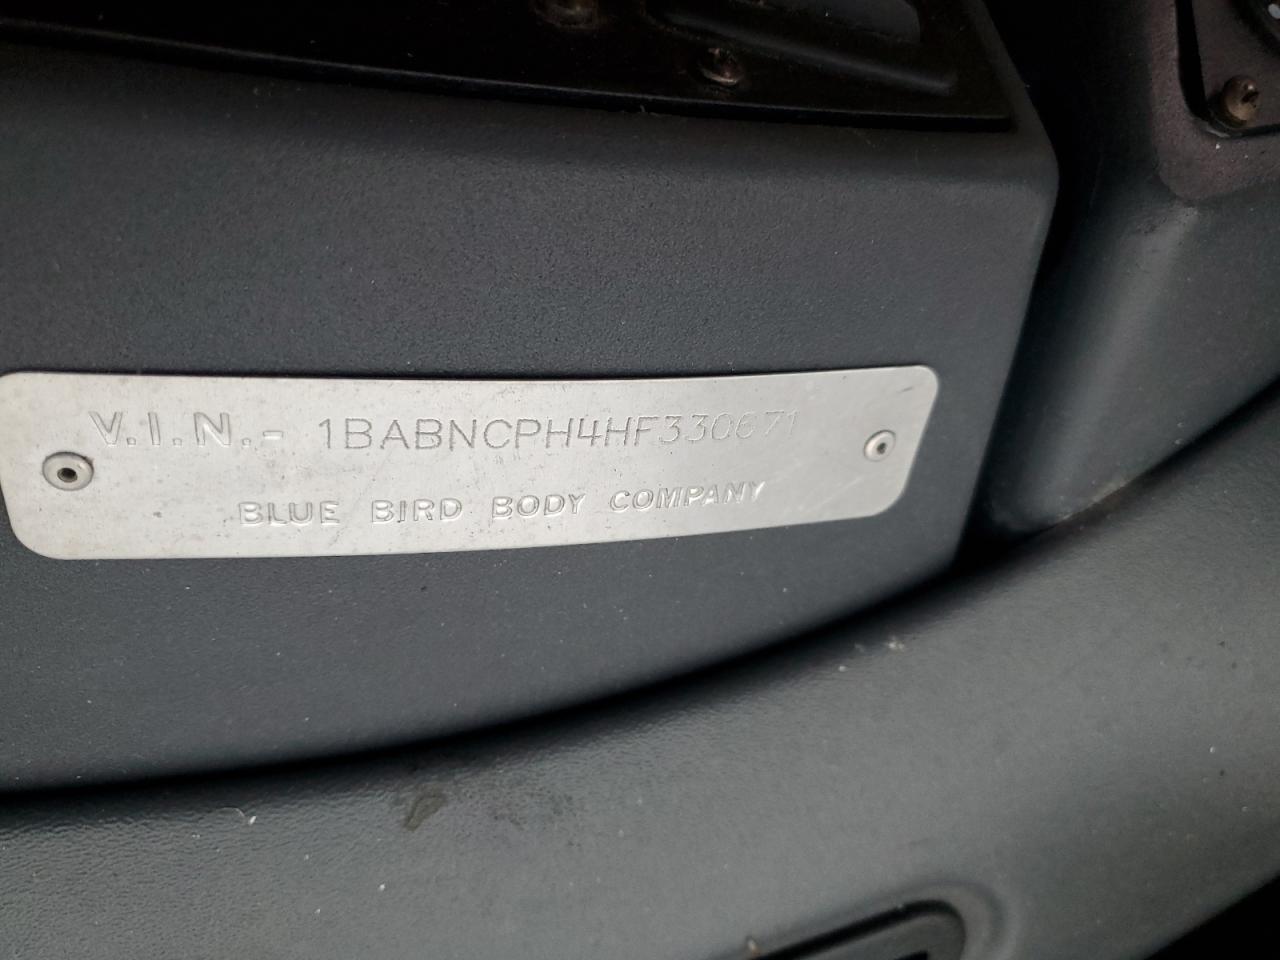 V.I.N.- 1BABNCPH4HF330671
BLUE BIRD BODY COMPANY